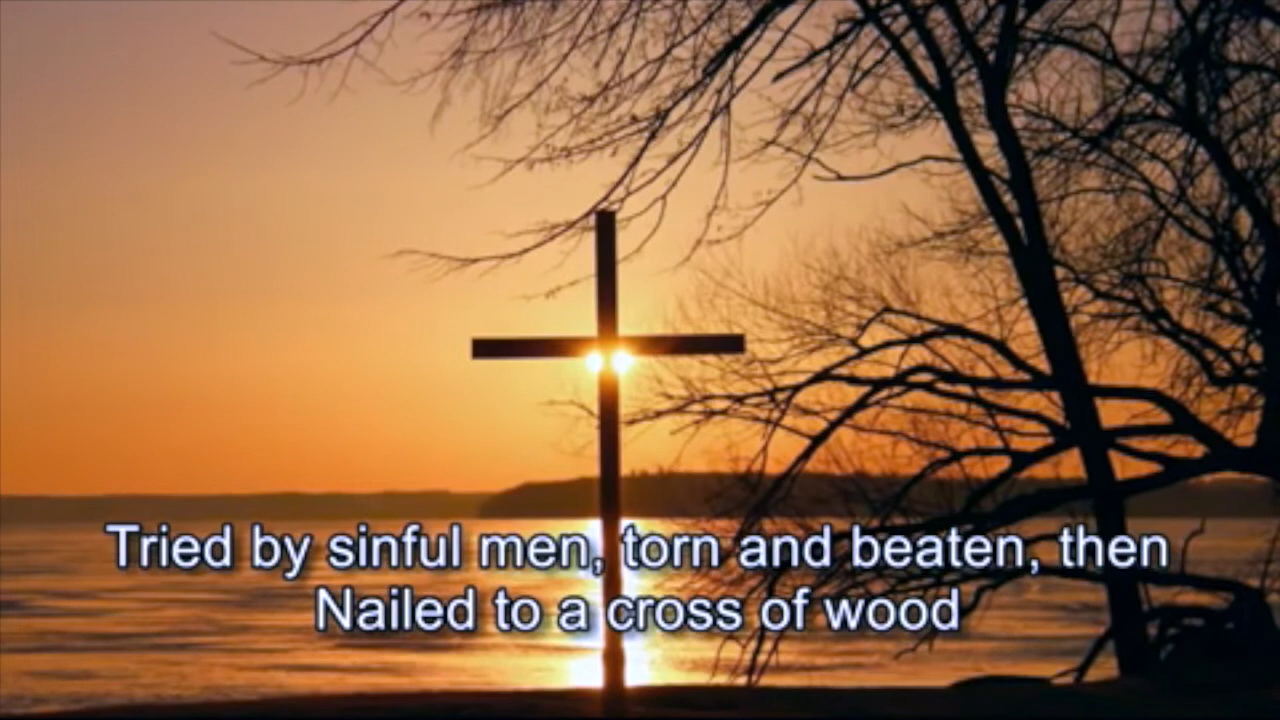 Tried by sinful men, torn and beaten, then
Nailed to a cross of wood